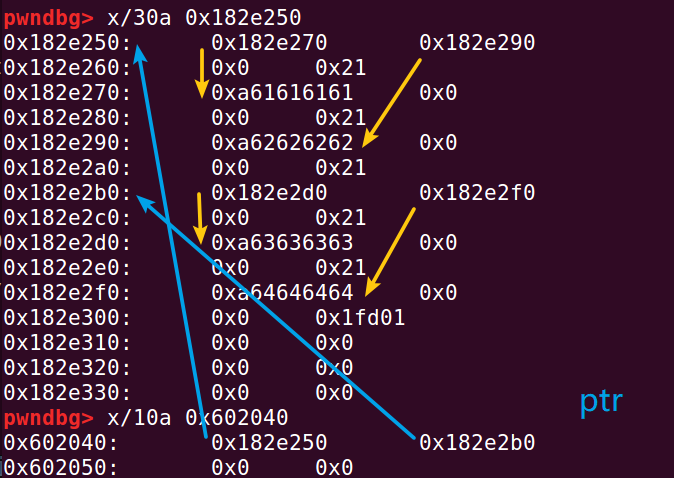 pwndbg> x/30a 0x182e250
0x182e250: 0x182e270 0x182e290
0x182e260: 0x0 0x21
0x182e270: 0xa61616161 0x0
0x182e280: 0x0 0x21
0x182e290: 0xa62626262 0x0
0x182e2a0: 0x0 0x21
0x182e2b0: 0x182e2d0 0x182e2f0
0x182e2c0: 0x0 0x21
0x182e2d0: 0xa63636363 0x0
0x182e2e0: 0x0 0x21
0x182e2f0: 0xa64646464 0x0
0x182e300: 0x0 0x1fd01
0x182e310: 0x0 0x0
0x182e320: 0x0 0x0
0x182e330: 0x0 0x0
ptr
pwndbg> x/10a 0x602040
0x602040: 0x182e250 0x182e2b0
0x602050: 0x0 0x0